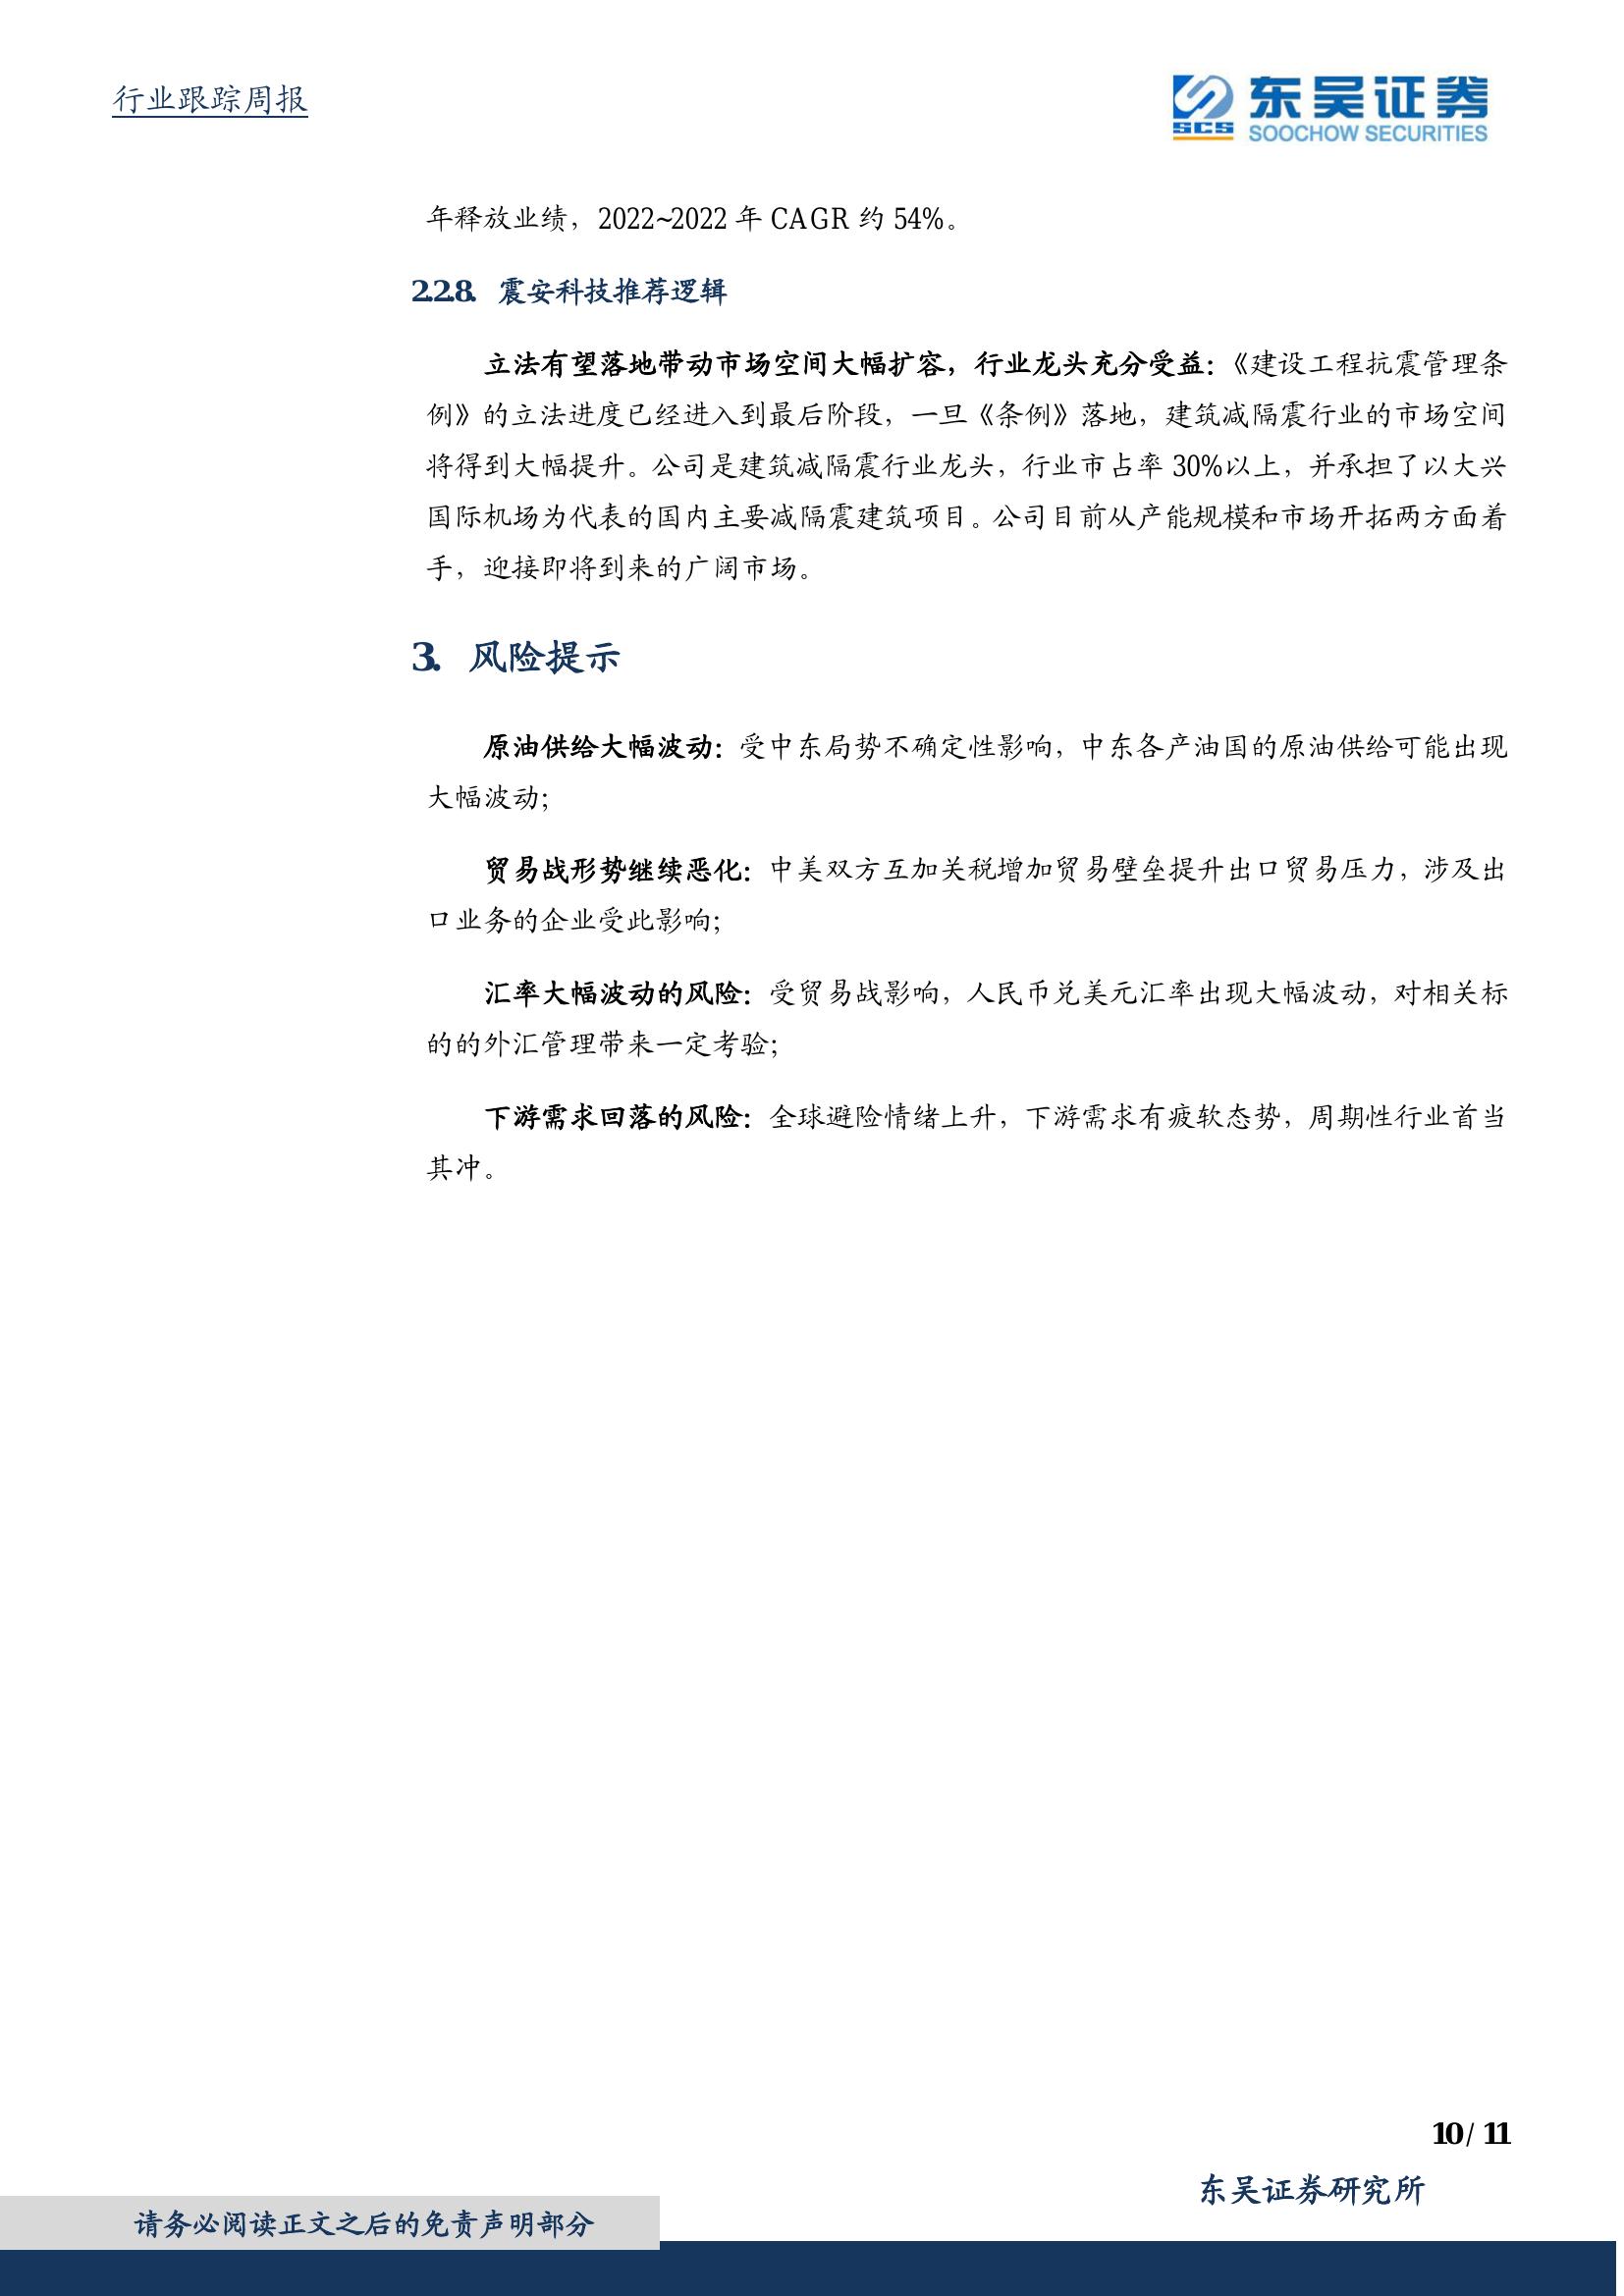 行业跟踪周报
SCS
东吴证券
SOOCHOW SECURITIES
年释放业绩，2022~2022 年 CAGR 约 54%。
2.2.8. 震安科技推荐逻辑
立法有望落地带动市场空间大幅扩容，行业龙头充分受益：《建设工程抗震管理条
例》的立法进度已经进入到最后阶段，一旦《条例》落地，建筑减隔震行业的市场空间
将得到大幅提升。公司是建筑减隔震行业龙头，行业市占率 30%以上，并承担了以大兴
国际机场为代表的国内主要减隔震建筑项目。公司目前从产能规模和市场开拓两方面着
手，迎接即将到来的广阔市场。
3. 风险提示
原油供给大幅波动：受中东局势不确定性影响，中东各产油国的原油供给可能出现
大幅波动；
贸易战形势继续恶化：中美双方互加关税增加贸易壁垒提升出口贸易压力，涉及出
口业务的企业受此影响；
汇率大幅波动的风险：受贸易战影响，人民币兑美元汇率出现大幅波动，对相关标
的的外汇管理带来一定考验；
下游需求回落的风险：全球避险情绪上升，下游需求有疲软态势，周期性行业首当
其冲。
10 / 11
东吴证券研究所
请务必阅读正文之后的免责声明部分